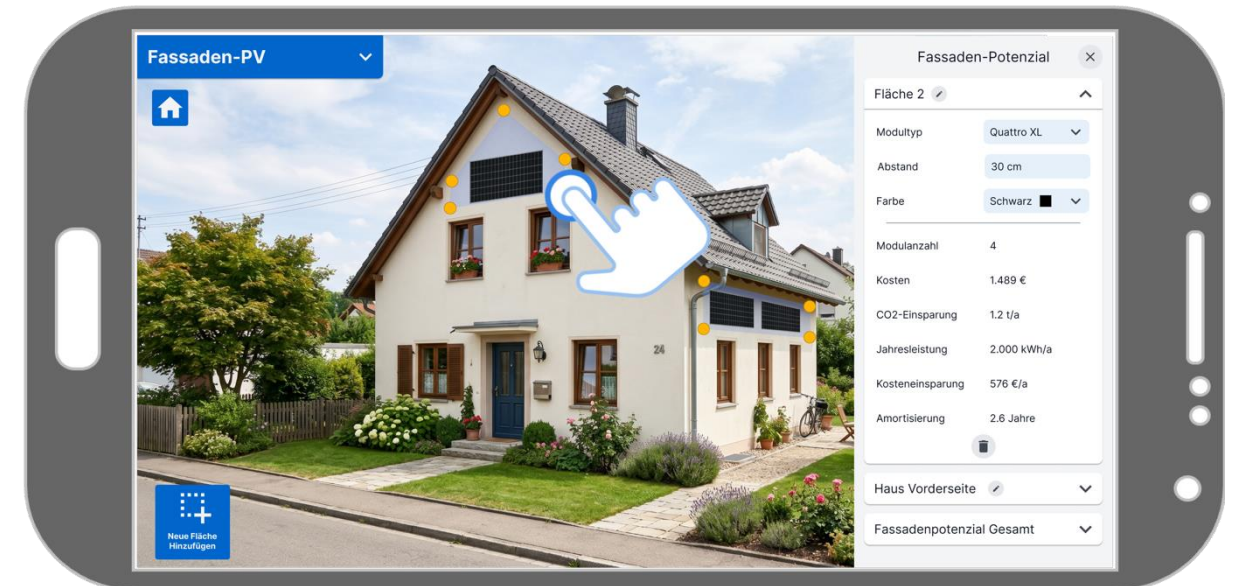 Fassaden-PV
Neue Fläche
Hinzufügen
24
Fassaden-Potenzial
Fläche 2
Modultyp Quattro XL
Abstand 30 cm
Farbe Schwarz
Modulanzahl 4
Kosten 1.489 €
CO2-Einsparung 1.2 t/a
Jahresleistung 2.000 kWh/a
Kosteneinsparung 576 €/a
Amortisierung 2.6 Jahre
Haus Vorderseite
Fassadenpotenzial Gesamt